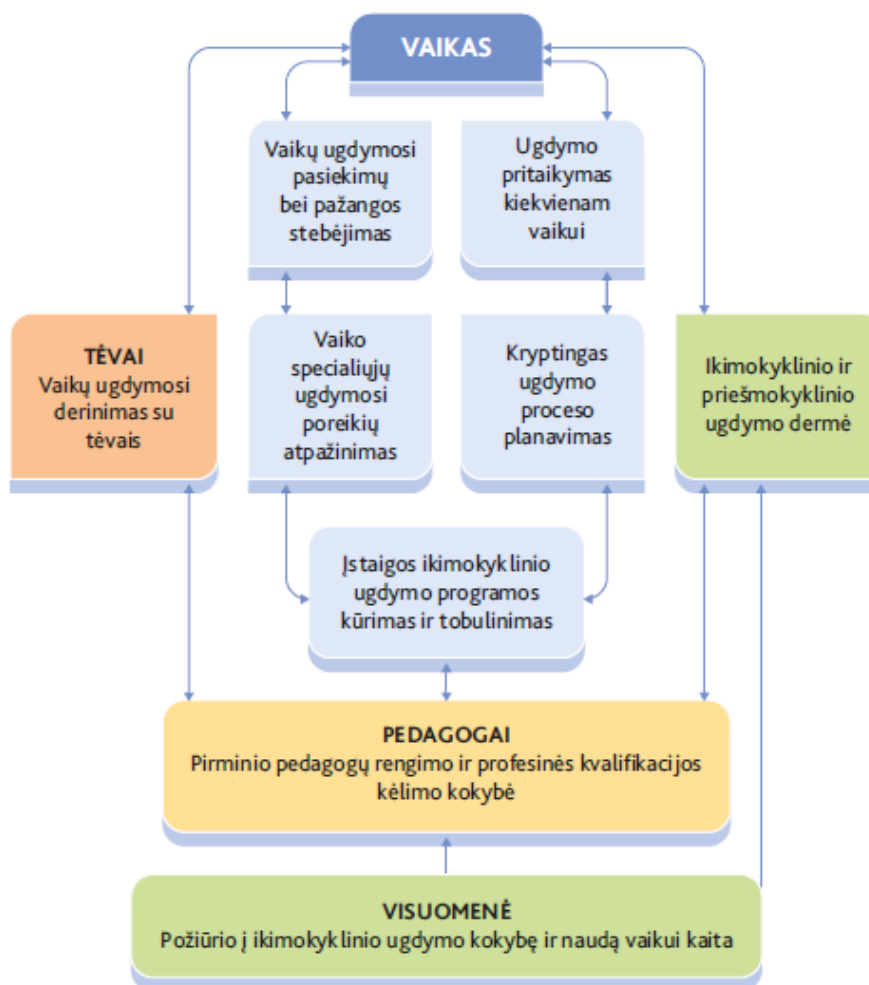 VAIKAS
Vaikų ugdymosi
pasiekimų
bei pažangos
stebėjimas
Ugdymo
pritaikymas
kiekvienam
vaikui
TĖVAI
Vaikų ugdymosi
derinimas su
tėvais
Vaiko
specialiųjų
ugdymosi
poreikių
atpažinimas
Kryptingas
ugdymo
proceso
planavimas
Ikimokyklinio ir
priešmokyklinio
ugdymo dermė
Įstaigos ikimokyklinio
ugdymo programos
kūrimas ir tobulinimas
PEDAGOGAI
Pirminio pedagogų rengimo ir profesinės kvalifikacijos
kėlimo kokybė
VISUOMENĖ
Požiūrio į ikimokyklinio ugdymo kokybę ir naudą vaikui kaita